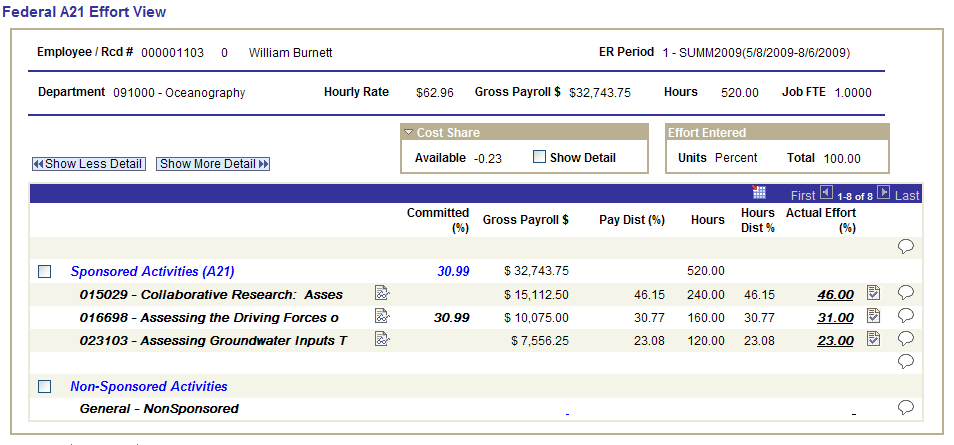 Federal A21 Effort View
Employee / Rcd # 000001103 0 William Burnett ER Period 1 - SUMM2009(5/8/2009-8/6/2009)
Department 091000 - Oceanography Hourly Rate $62.96 Gross Payroll $ $32,743.75 Hours 520.00 Job FTE 1.0000
Cost Share Effort Entered
Available -0.23 Show Detail Units Percent Total 100.00
Show Less Detail Show More Detail
First 1-8 of 8 Last
Committed (%) Gross Payroll $ Pay Dist (%) Hours Hours Dist % Actual Effort (%)
Sponsored Activities (A21) 30.99 $ 32,743.75 520.00
015029 - Collaborative Research: Asses $ 15,112.50 46.15 240.00 46.15 46.00
016698 - Assessing the Driving Forces o 30.99 $ 10,075.00 30.77 160.00 30.77 31.00
023103 - Assessing Groundwater Inputs T $ 7,556.25 23.08 120.00 23.08 23.00
Non-Sponsored Activities
General - NonSponsored - -